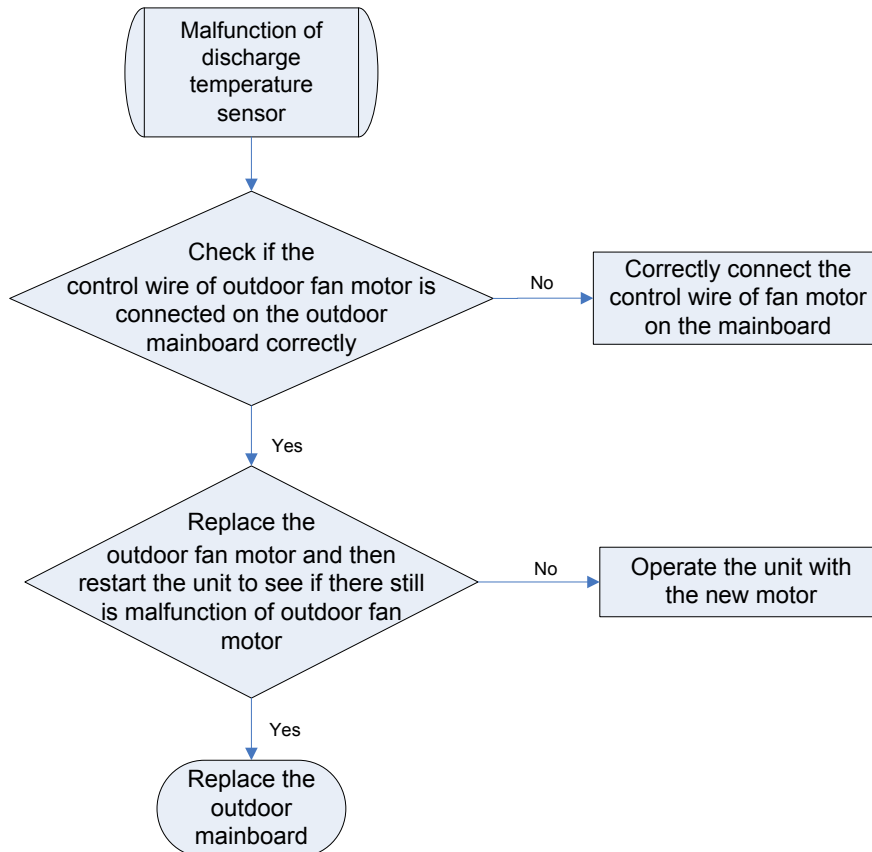 Malfunction of
discharge
temperature
sensor
Check if the
control wire of outdoor fan motor is
connected on the outdoor
mainboard correctly
No
Correctly connect the
control wire of fan motor
on the mainboard
Yes
Replace the
outdoor fan motor and then
restart the unit to see if there still
is malfunction of outdoor fan
motor
No
Operate the unit with
the new motor
Yes
Replace the
outdoor
mainboard